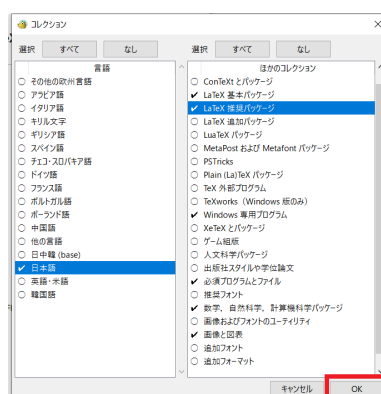 コレクション
選択 すべて なし
言語
その他の欧州言語
アラビア語
イタリア語
キリル文字
ギリシア語
スペイン語
チェコ・スロバキア語
ドイツ語
フランス語
ポルトガル語
ポーランド語
中国語
他の言語
日中韓 (base)
日本語
英語・米語
韓国語
選択 すべて なし
ほかのコレクション
ConTeXt とパッケージ
LaTeX 基本パッケージ
LaTeX 推奨パッケージ
LaTeX 追加パッケージ
LuaTeX パッケージ
MetaPost および Metafont パッケージ
PSTricks
Plain (La)TeX パッケージ
TeX 外部プログラム
TeXworks（Windows 版のみ）
Windows 専用プログラム
XeTeX とパッケージ
ゲーム組版
人文科学パッケージ
出版社スタイルや学位論文
必須プログラムとファイル
推奨フォント
数学，自然科学，計算機科学パッケージ
画像およびフォントのユーティリティ
画像と図表
追加フォント
追加フォーマット
キャンセル OK